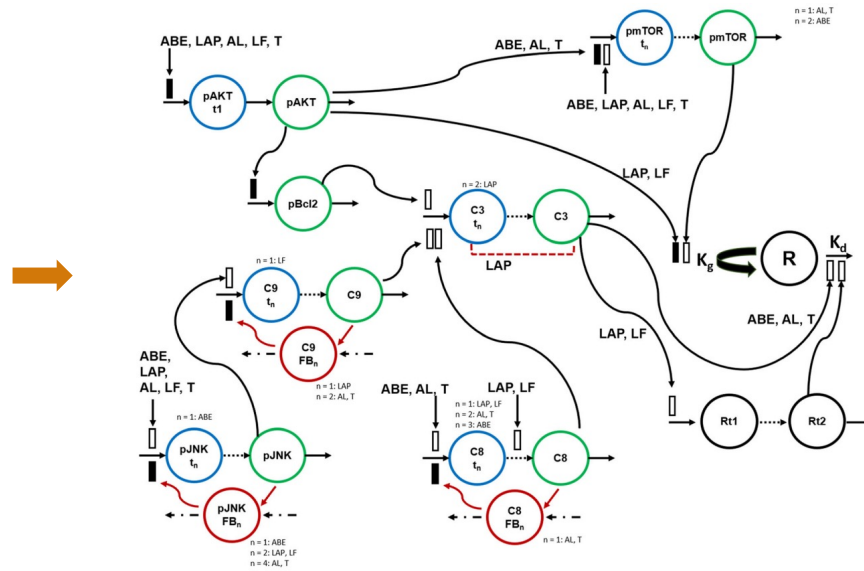 n = 1: AL, T
n = 2: ABE
ABE, LAP, AL, LF, T
pAKT
t1
pAKT
ABE, AL, T
pmTOR
tn
pmTOR
ABE, LAP, AL, LF, T
LAP, LF
pBcl2
n = 2: LAP
C3
tn
C3
LAP
Kg
R
Kd
n = 1: LF
C9
tn
C9
C9
FBn
n = 1: LAP
n = 2: AL, T
LAP, LF
ABE, AL, T
ABE,
LAP,
AL, LF, T
n = 1: ABE
pJNK
tn
pJNK
pJNK
FBn
n = 1: ABE
n = 2: LAP, LF
n = 4: AL, T
ABE, AL, T
LAP, LF
n = 1: LAP, LF
n = 2: AL, T
n = 3: ABE
C8
tn
C8
C8
FBn
n = 1: AL, T
Rt1
Rt2